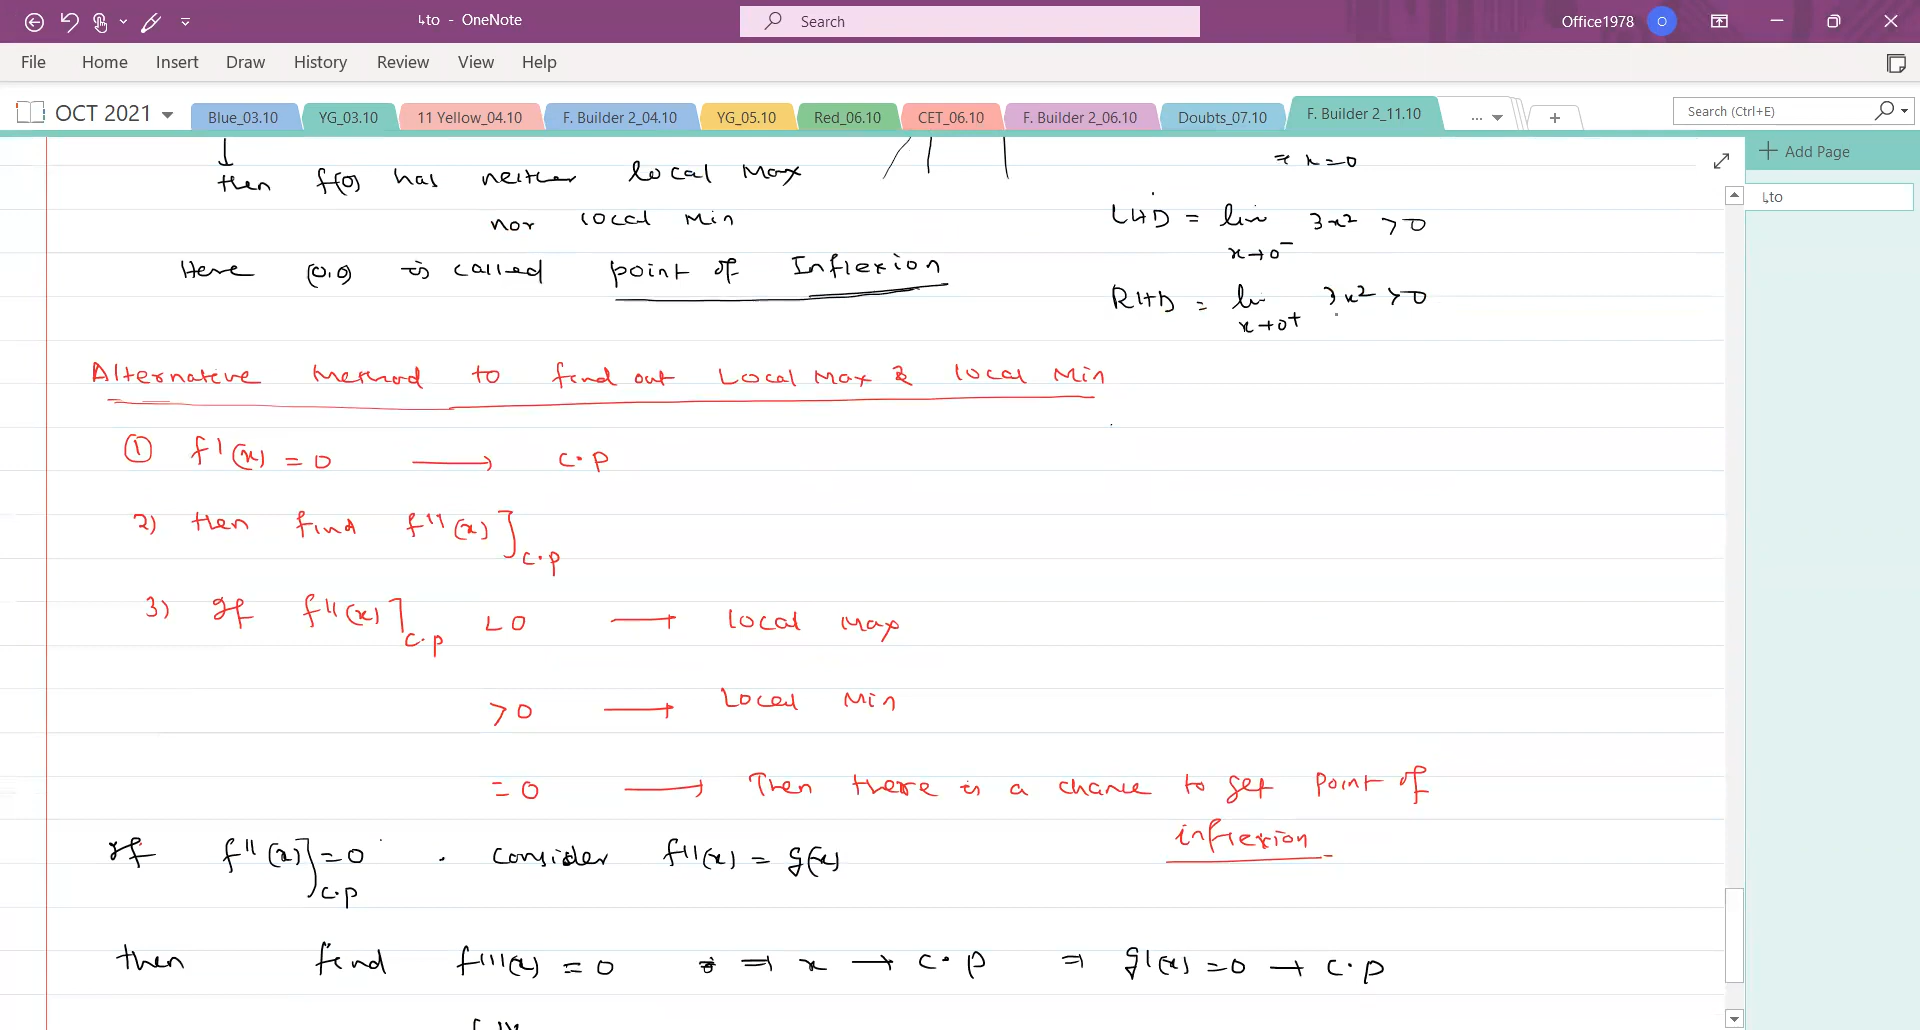 ↳to - OneNote
Search
Office1978
O
File Home Insert Draw History Review View Help
OCT 2021
Blue_03.10 YG_03.10 11 Yellow_04.10 F. Builder 2_04.10 YG_05.10 Red_06.10 CET_06.10 F. Builder 2_06.10 Doubts_07.10 F. Builder 2_11.10 ... +
Search (Ctrl+E)
Add Page
↳to
⇒ x=0
then f(0) has neither local Max
nor local Min
Here (0,0) is called point of Inflexion
LHD = lim 3x² >0
x→0⁻
RHD = lim 3x² >0
x→0⁺
Alternative Method to find out Local Max & local Min
① f'(x) = 0 → c.p
2) then find f''(x)]c.p
3) If f''(x)]c.p <0 → local Max
>0 → Local Min
=0 → Then there is a chance to get point of
inflexion
If f''(x)]c.p =0 . consider f''(x) = g(x)
then find f'''(x) = 0 ⇒ x → c.p ⇒ g'(x) =0 → c.p